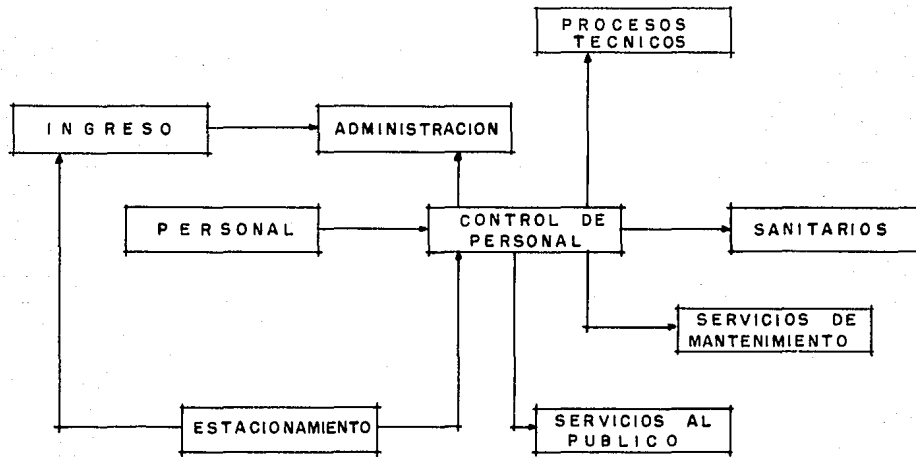 PROCESOS
TECNICOS
INGRESO
ADMINISTRACION
PERSONAL
CONTROL DE
PERSONAL
SANITARIOS
SERVICIOS DE
MANTENIMIENTO
ESTACIONAMIENTO
SERVICIOS AL
PUBLICO